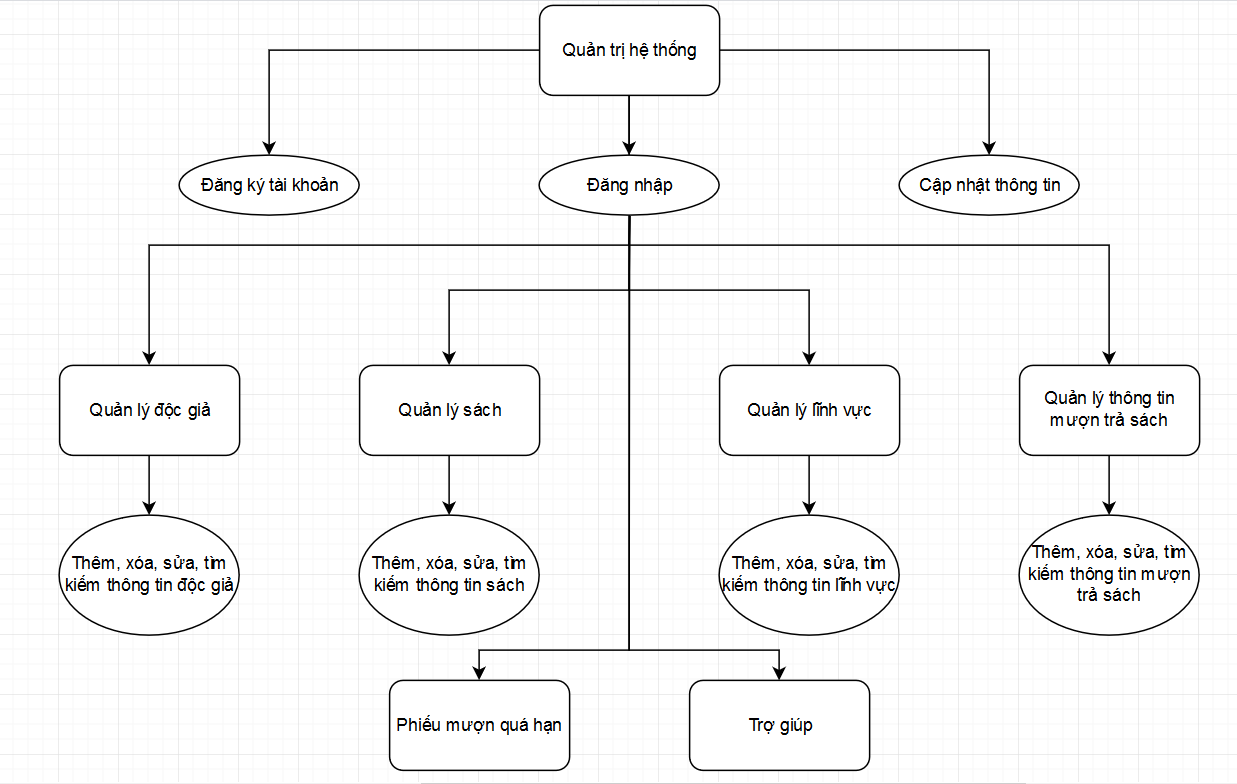 Quản trị hệ thống
Đăng ký tài khoản
Đăng nhập
Cập nhật thông tin
Quản lý độc giả
Quản lý sách
Quản lý lĩnh vực
Quản lý thông tin
mượn trả sách
Thêm, xóa, sửa, tìm
kiếm thông tin độc giả
Thêm, xóa, sửa, tìm
kiếm thông tin sách
Thêm, xóa, sửa, tìm
kiếm thông tin lĩnh vực
Thêm, xóa, sửa, tìm
kiếm thông tin mượn
trả sách
Phiếu mượn quá hạn
Trợ giúp